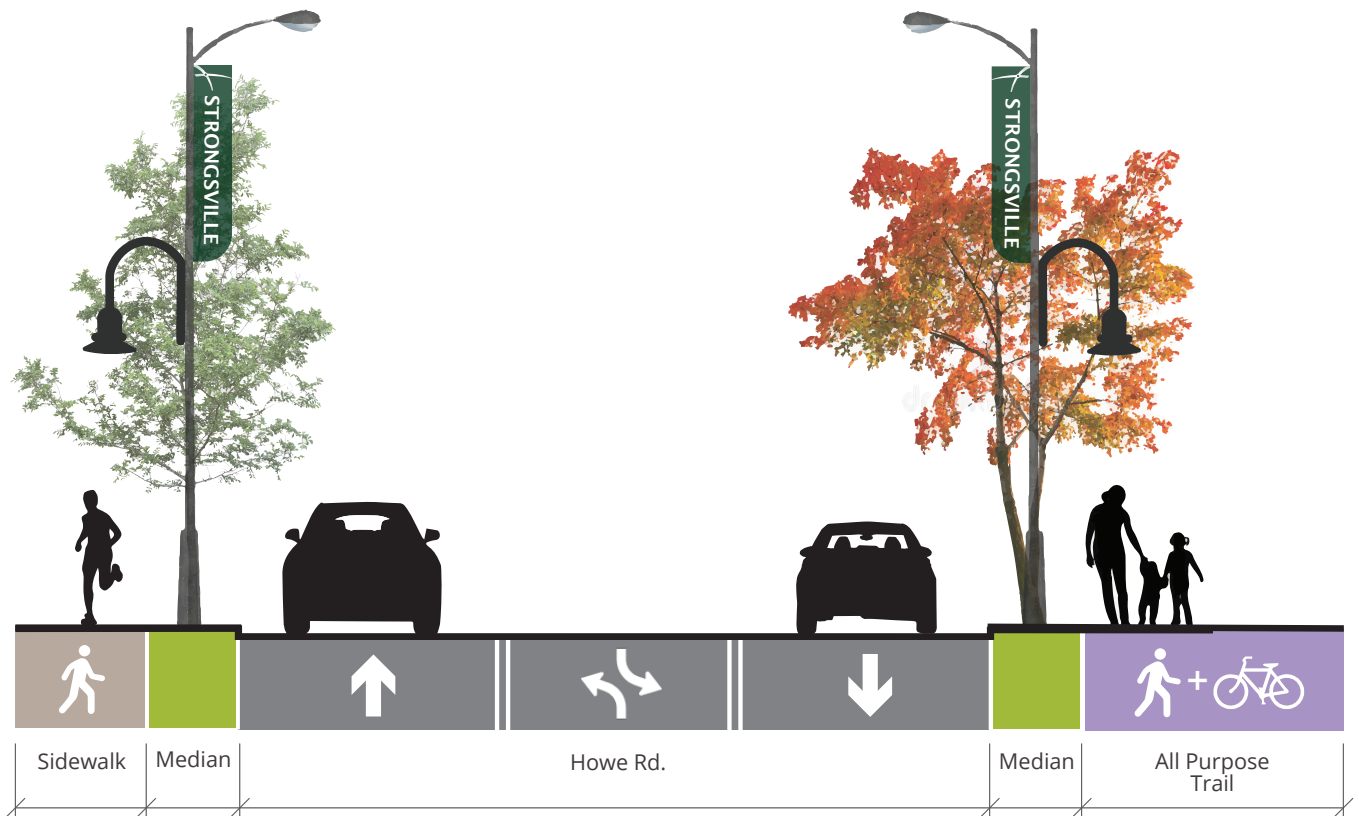 STRONGSVILLE
STRONGSVILLE
+
Sidewalk
Median
Howe Rd.
Median
All Purpose
Trail